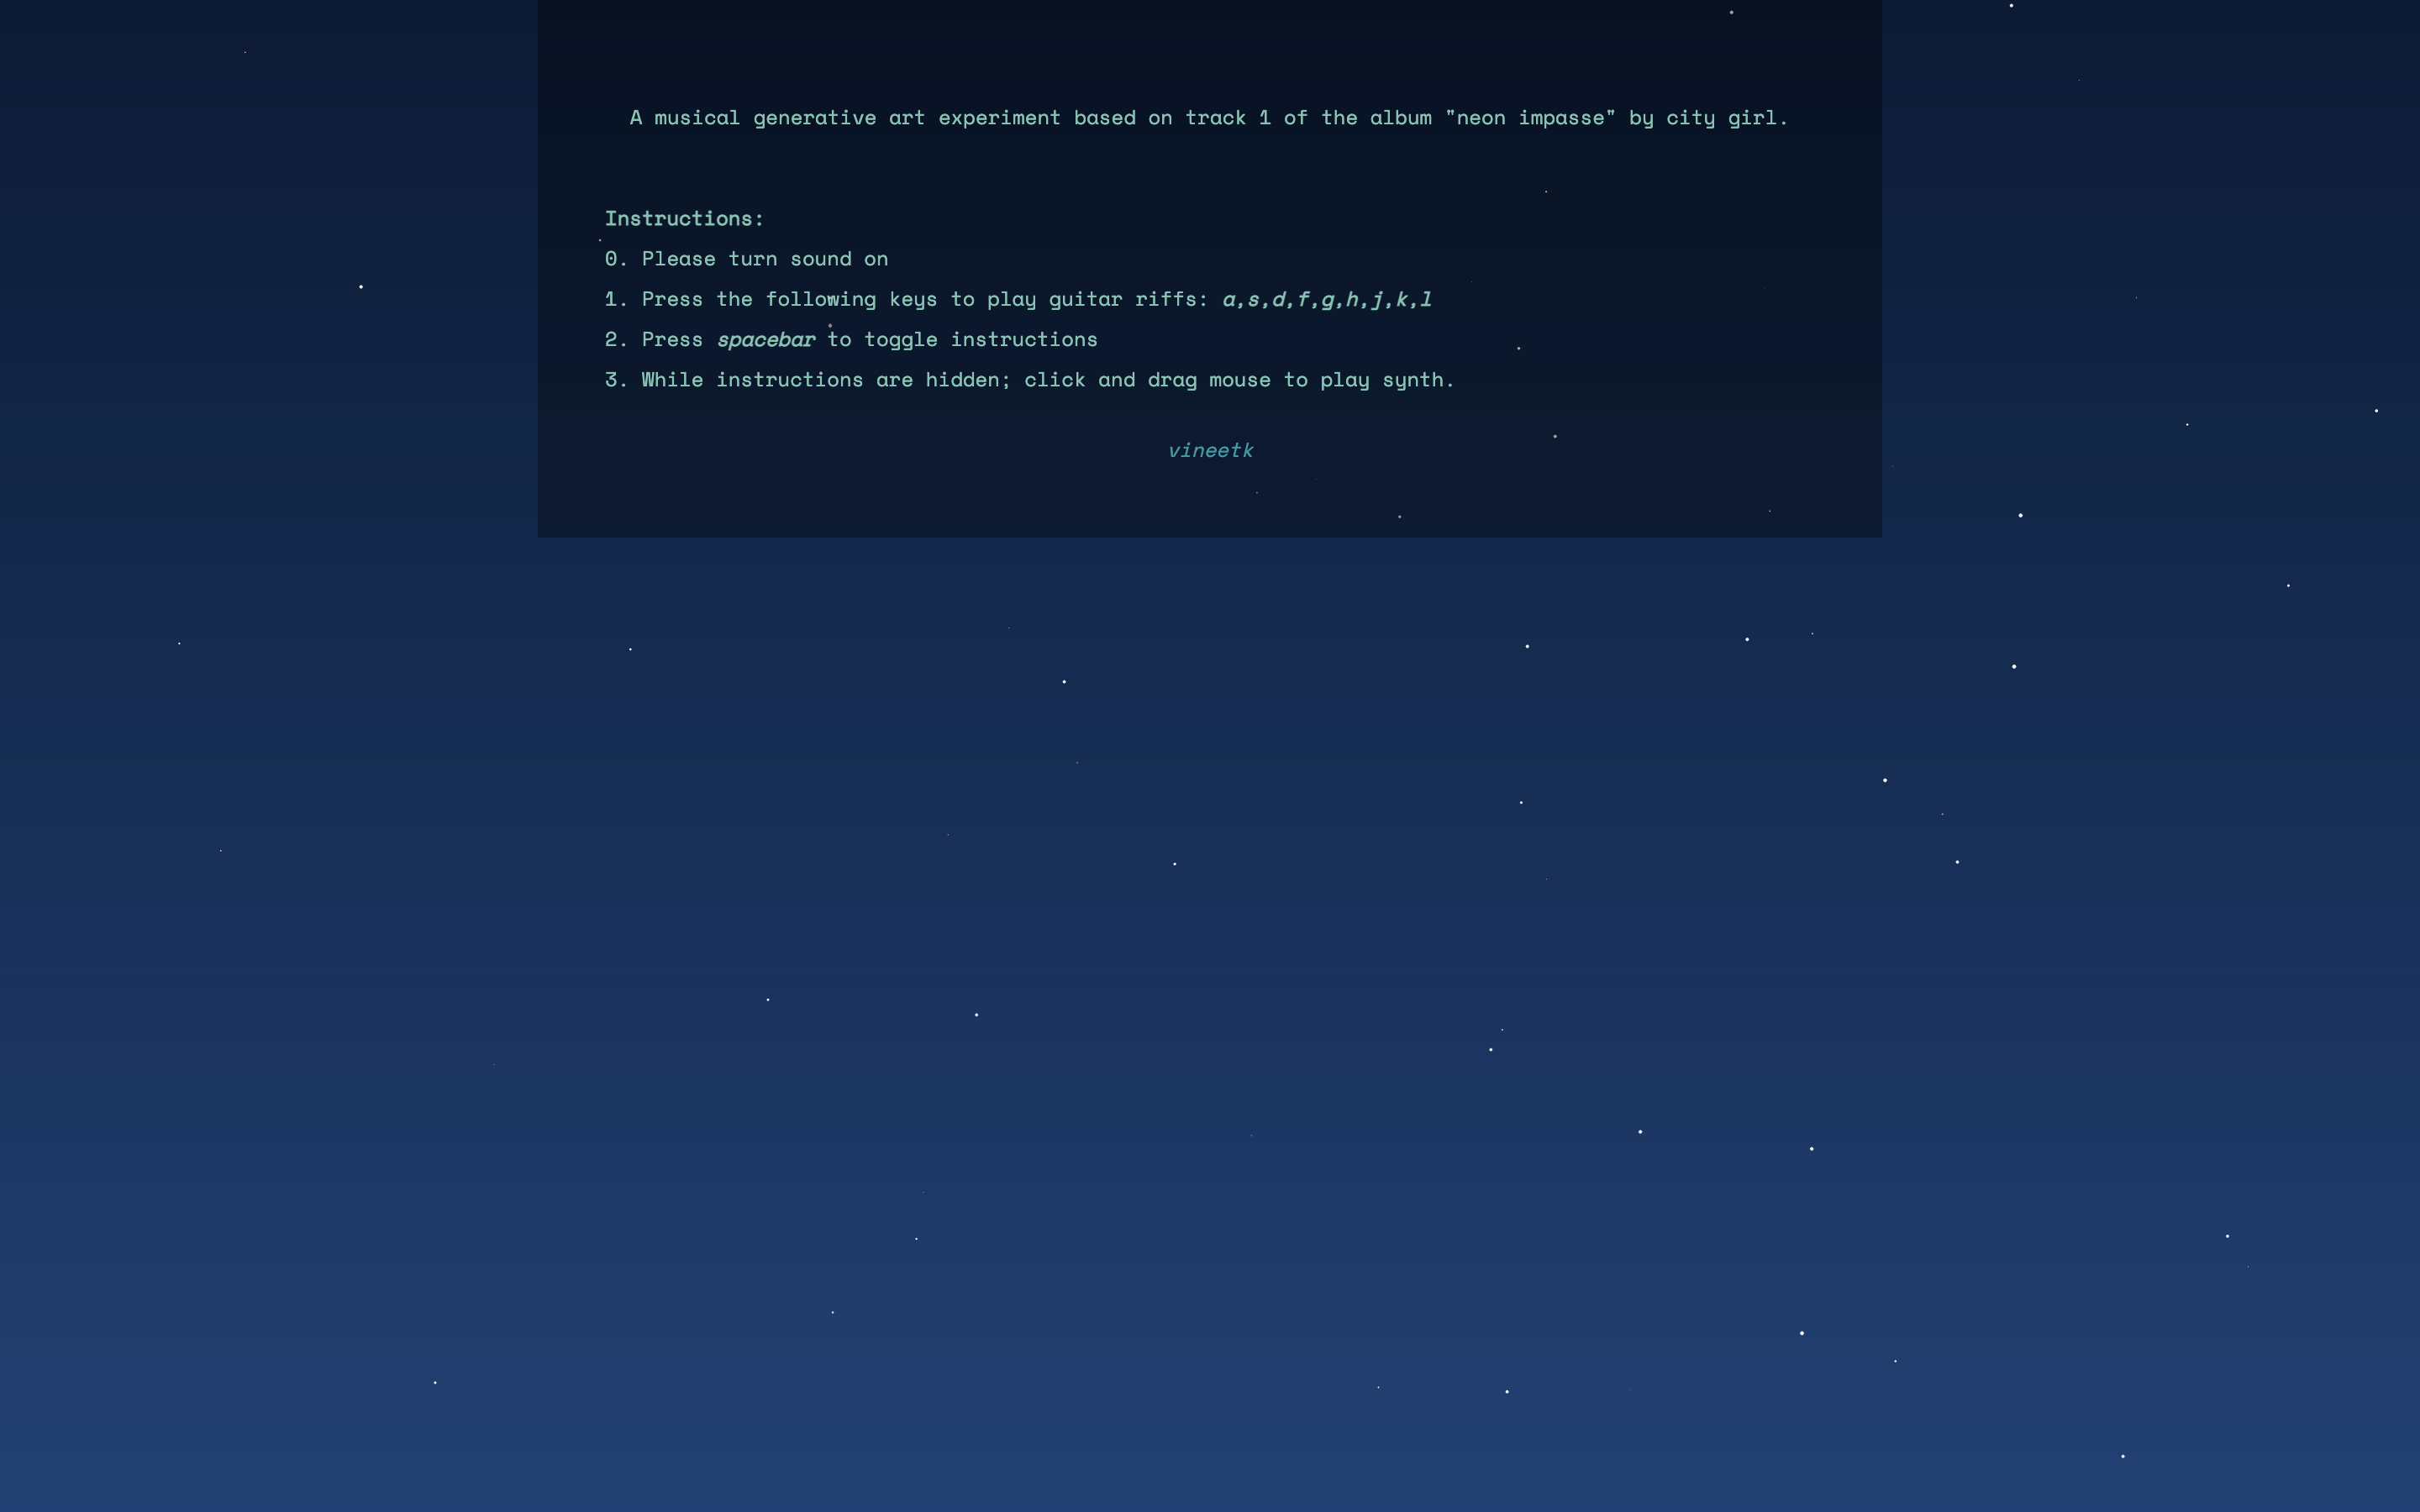 A musical generative art experiment based on track 1 of the album "neon impasse" by city girl.
Instructions:
0. Please turn sound on
1. Press the following keys to play guitar riffs: a,s,d,f,g,h,j,k,l
2. Press spacebar to toggle instructions
3. While instructions are hidden; click and drag mouse to play synth.
vineetk